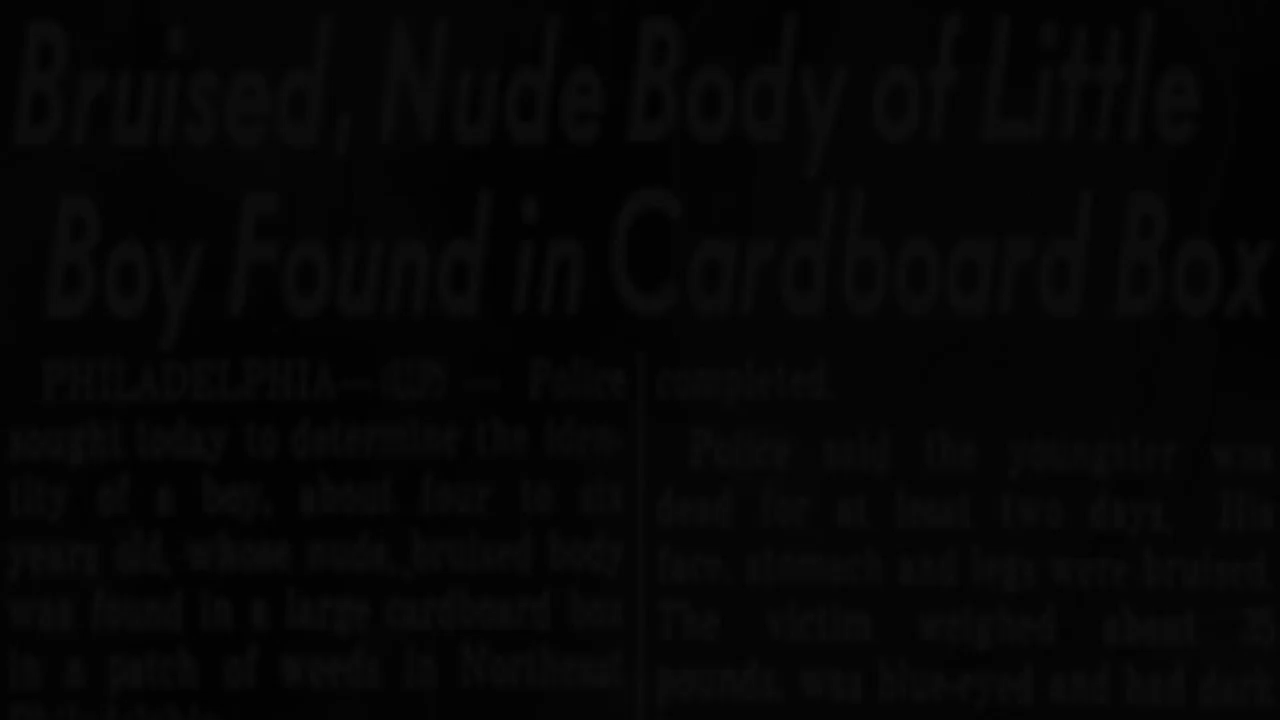 Bruised, Nude Body of Little
Boy Found in Cardboard Box
PHILADELPHIA—(UP) — Police
sought today to determine the iden-
tity of a boy, about four to six
years old, whose nude, bruised body
was found in a large cardboard box
in a patch of weeds in Northeast
completed.
Police said the youngster was
dead for at least two days. His
face, stomach and legs were bruised.
The victim weighed about
pounds, was blue-eyed and had dark